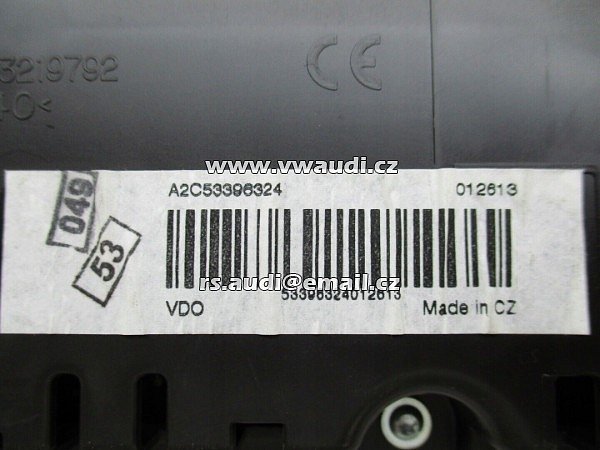 3219792
CE
40<
www.vwaudi.cz
A2C53396324 012613
049
53
rs.audi@email.cz
53396324012613
VDO Made in CZ